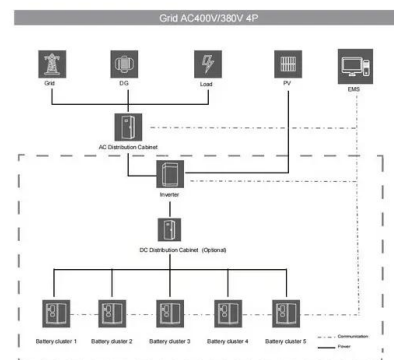 Grid AC400V/380V 4P
Grid
DG
Load
PV
EMS
AC Distribution Cabinet
Inverter
DC Distribution Cabinet (Optional)
Battery cluster 1
Battery cluster 2
Battery cluster 3
Battery cluster 4
Battery cluster 5
Communication
Power